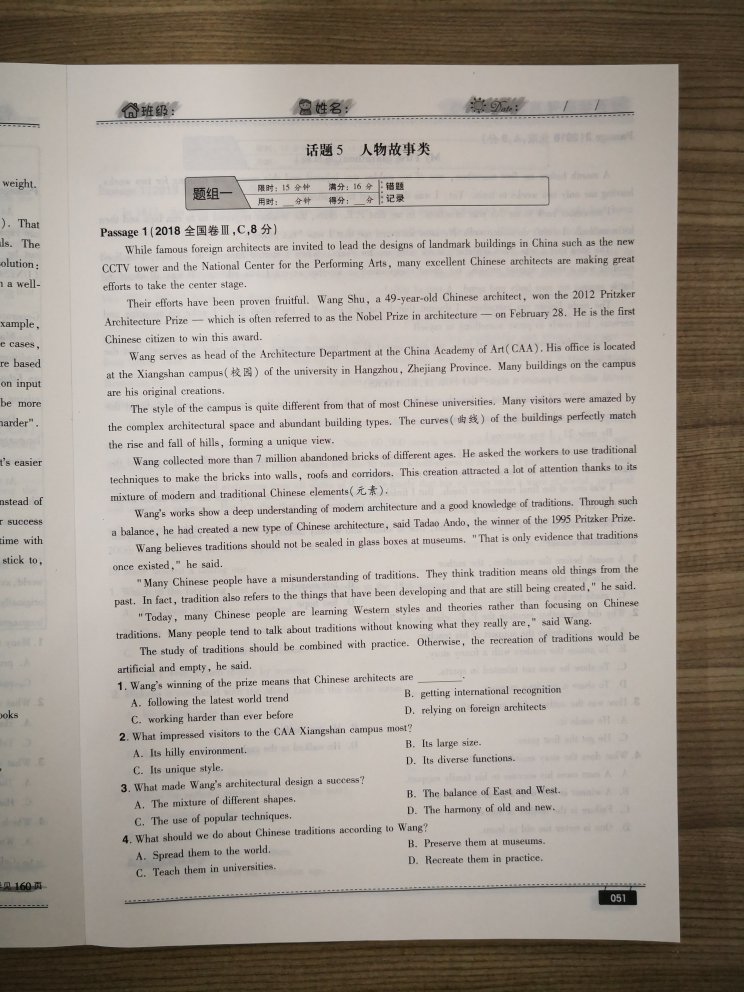 weight.
). That
ls. The
olution:
n a well-
xample,
e cases,
re based
on input
be more
harder".
t's easier
nstead of
r success
time with
stick to,
ooks
见 160 页
班级:
姓名:
Date: / /
话题 5 人物故事类
题组一
限时: 15 分钟 满分: 16 分
用时: __分钟 得分: __分
错题
记录
Passage 1(2018 全国卷Ⅲ,C,8 分)
While famous foreign architects are invited to lead the designs of landmark buildings in China such as the new
CCTV tower and the National Center for the Performing Arts, many excellent Chinese architects are making great
efforts to take the center stage.
Their efforts have been proven fruitful. Wang Shu, a 49-year-old Chinese architect, won the 2012 Pritzker
Architecture Prize — which is often referred to as the Nobel Prize in architecture — on February 28. He is the first
Chinese citizen to win this award.
Wang serves as head of the Architecture Department at the China Academy of Art(CAA). His office is located
at the Xiangshan campus(校园) of the university in Hangzhou, Zhejiang Province. Many buildings on the campus
are his original creations.
The style of the campus is quite different from that of most Chinese universities. Many visitors were amazed by
the complex architectural space and abundant building types. The curves(曲线) of the buildings perfectly match
the rise and fall of hills, forming a unique view.
Wang collected more than 7 million abandoned bricks of different ages. He asked the workers to use traditional
techniques to make the bricks into walls, roofs and corridors. This creation attracted a lot of attention thanks to its
mixture of modern and traditional Chinese elements(元素).
Wang's works show a deep understanding of modern architecture and a good knowledge of traditions. Through such
a balance, he had created a new type of Chinese architecture, said Tadao Ando, the winner of the 1995 Pritzker Prize.
Wang believes traditions should not be sealed in glass boxes at museums. "That is only evidence that traditions
once existed," he said.
"Many Chinese people have a misunderstanding of traditions. They think tradition means old things from the
past. In fact, tradition also refers to the things that have been developing and that are still being created," he said.
"Today, many Chinese people are learning Western styles and theories rather than focusing on Chinese
traditions. Many people tend to talk about traditions without knowing what they really are," said Wang.
The study of traditions should be combined with practice. Otherwise, the recreation of traditions would be
artificial and empty, he said.
1. Wang's winning of the prize means that Chinese architects are ________.
A. following the latest world trend B. getting international recognition
C. working harder than ever before D. relying on foreign architects
2. What impressed visitors to the CAA Xiangshan campus most?
A. Its hilly environment. B. Its large size.
C. Its unique style. D. Its diverse functions.
3. What made Wang's architectural design a success?
A. The mixture of different shapes. B. The balance of East and West.
C. The use of popular techniques. D. The harmony of old and new.
4. What should we do about Chinese traditions according to Wang?
A. Spread them to the world. B. Preserve them at museums.
C. Teach them in universities. D. Recreate them in practice.
051